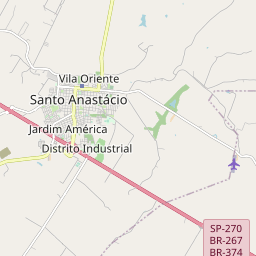 Vila Oriente
Santo Anastácio
Jardim América
Distrito Industrial
SP-270
BR-267
BR-374